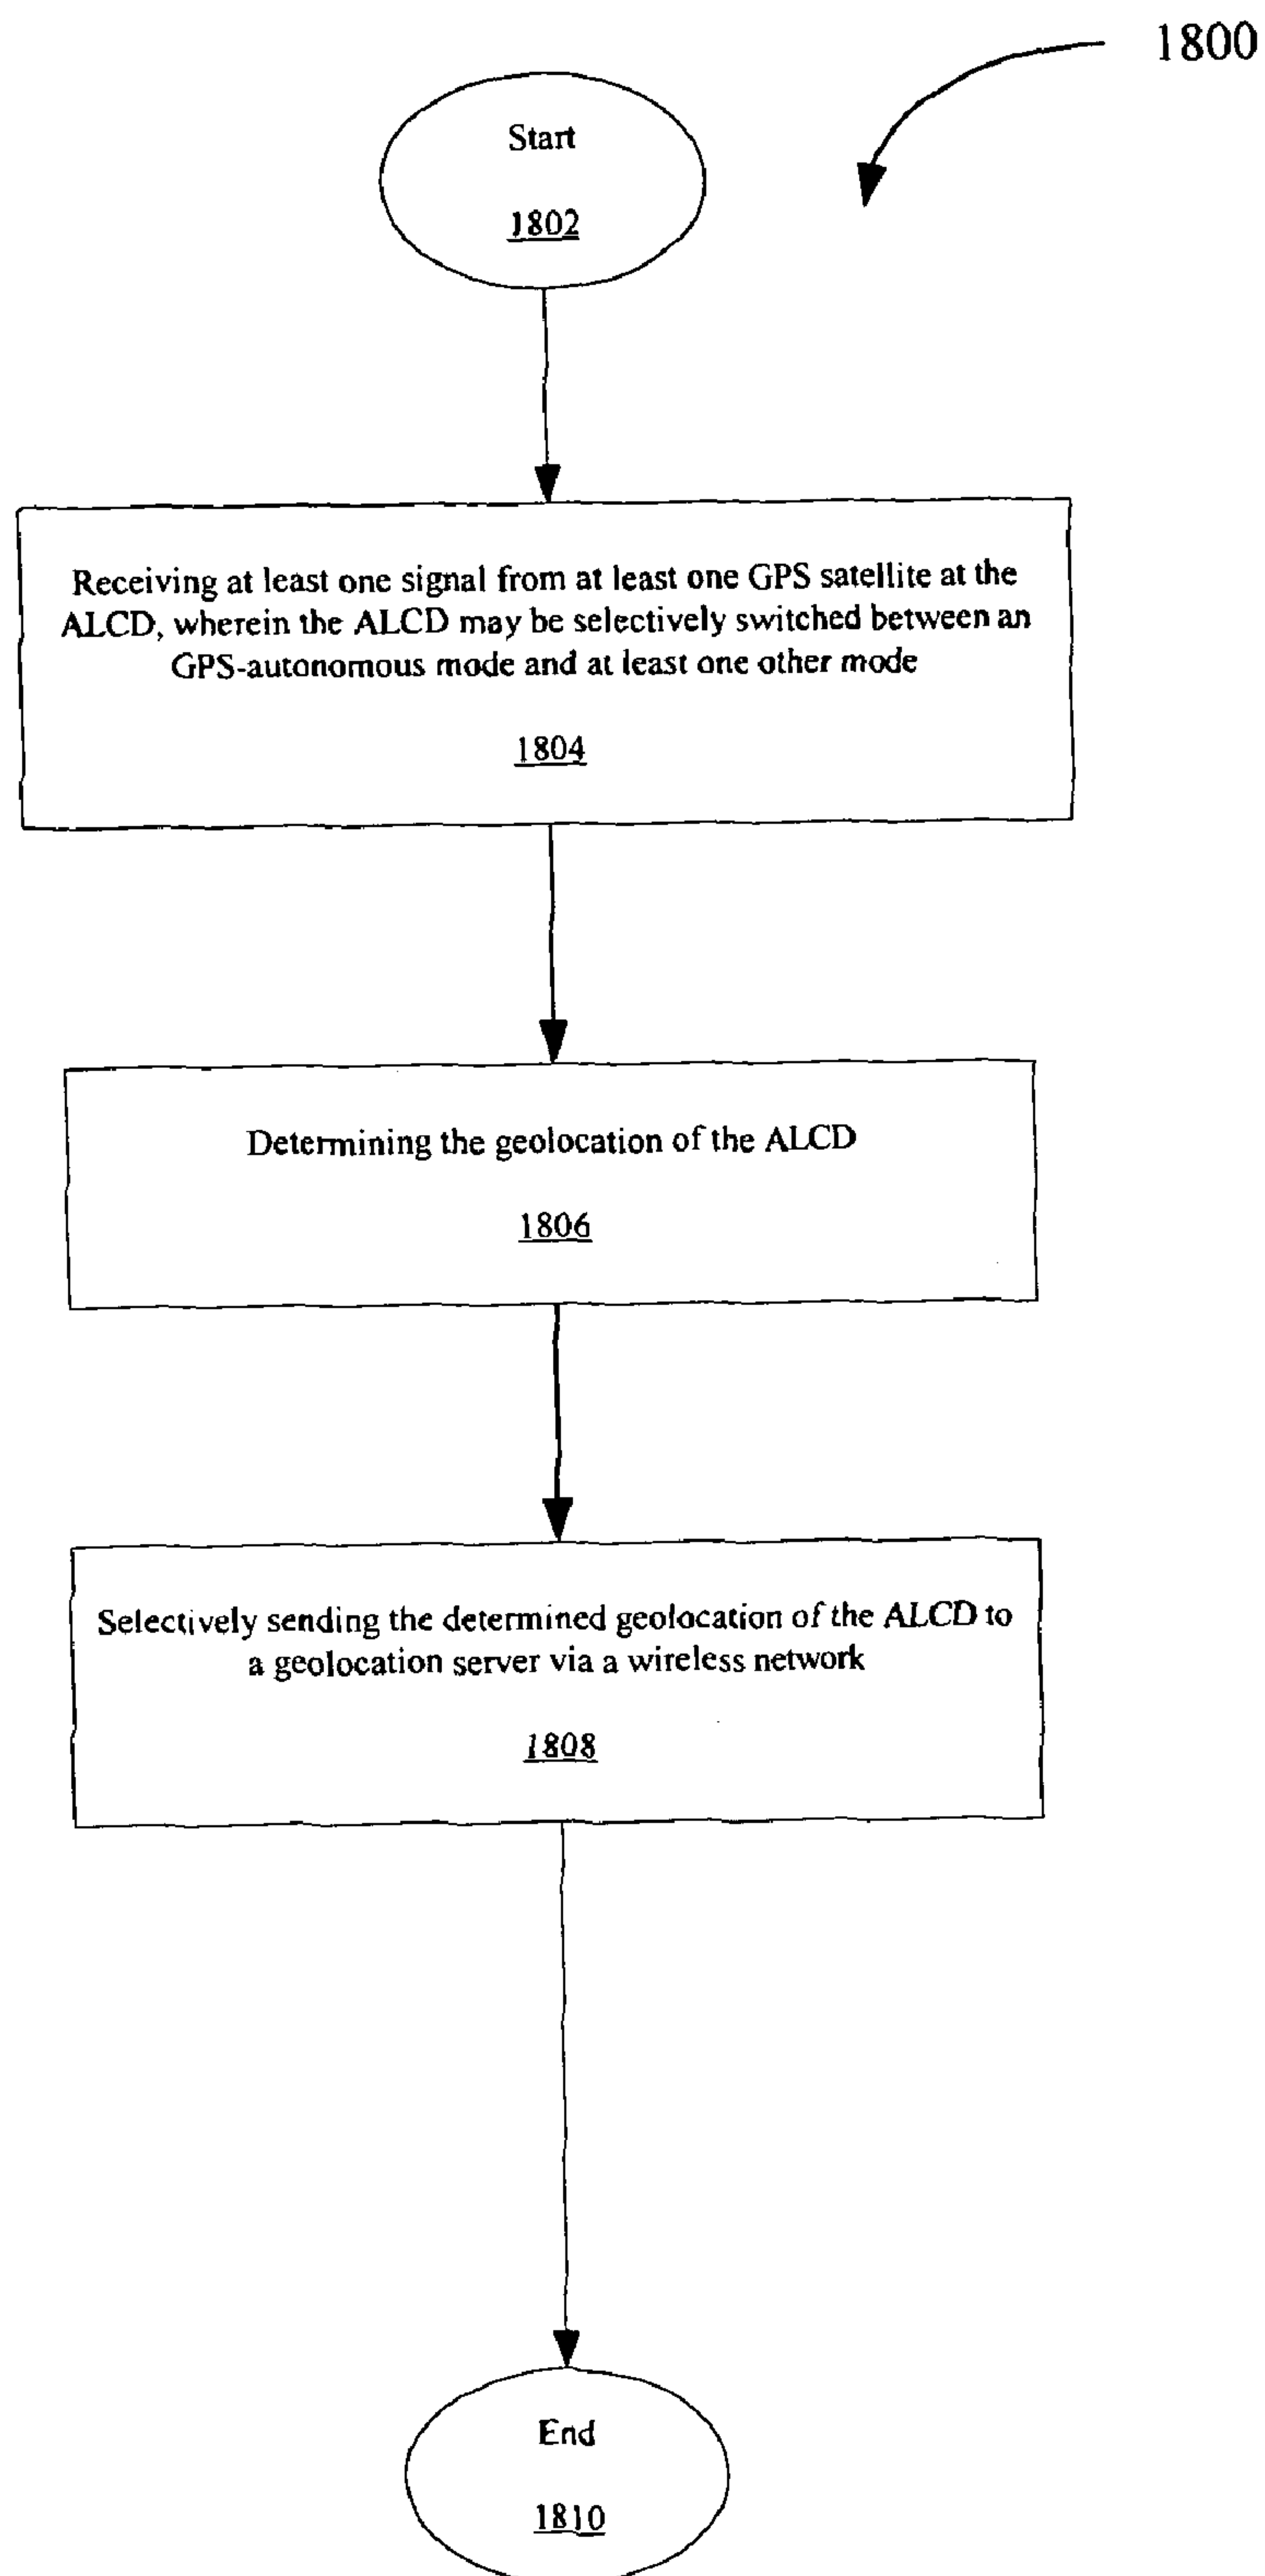 1800
Start
1802
Receiving at least one signal from at least one GPS satellite at the
ALCD, wherein the ALCD may be selectively switched between an
GPS-autonomous mode and at least one other mode
1804
Determining the geolocation of the ALCD
1806
Selectively sending the determined geolocation of the ALCD to
a geolocation server via a wireless network
1808
End
1810